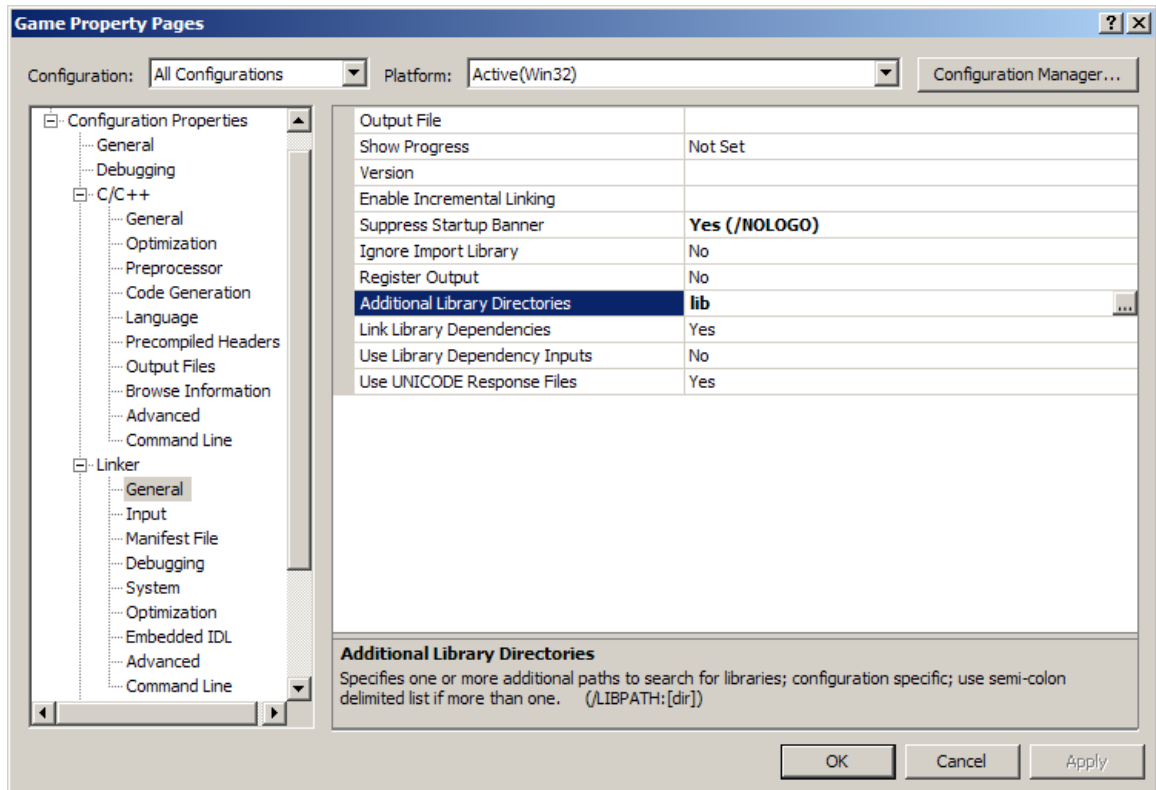 Game Property Pages
Configuration: All Configurations Platform: Active(Win32) Configuration Manager...
Configuration Properties
General
Debugging
C/C++
General
Optimization
Preprocessor
Code Generation
Language
Precompiled Headers
Output Files
Browse Information
Advanced
Command Line
Linker
General
Input
Manifest File
Debugging
System
Optimization
Embedded IDL
Advanced
Command Line
Output File
Show Progress Not Set
Version
Enable Incremental Linking
Suppress Startup Banner Yes (/NOLOGO)
Ignore Import Library No
Register Output No
Additional Library Directories lib ...
Link Library Dependencies Yes
Use Library Dependency Inputs No
Use UNICODE Response Files Yes
Additional Library Directories
Specifies one or more additional paths to search for libraries; configuration specific; use semi-colon
delimited list if more than one. (/LIBPATH:[dir])
OK Cancel Apply